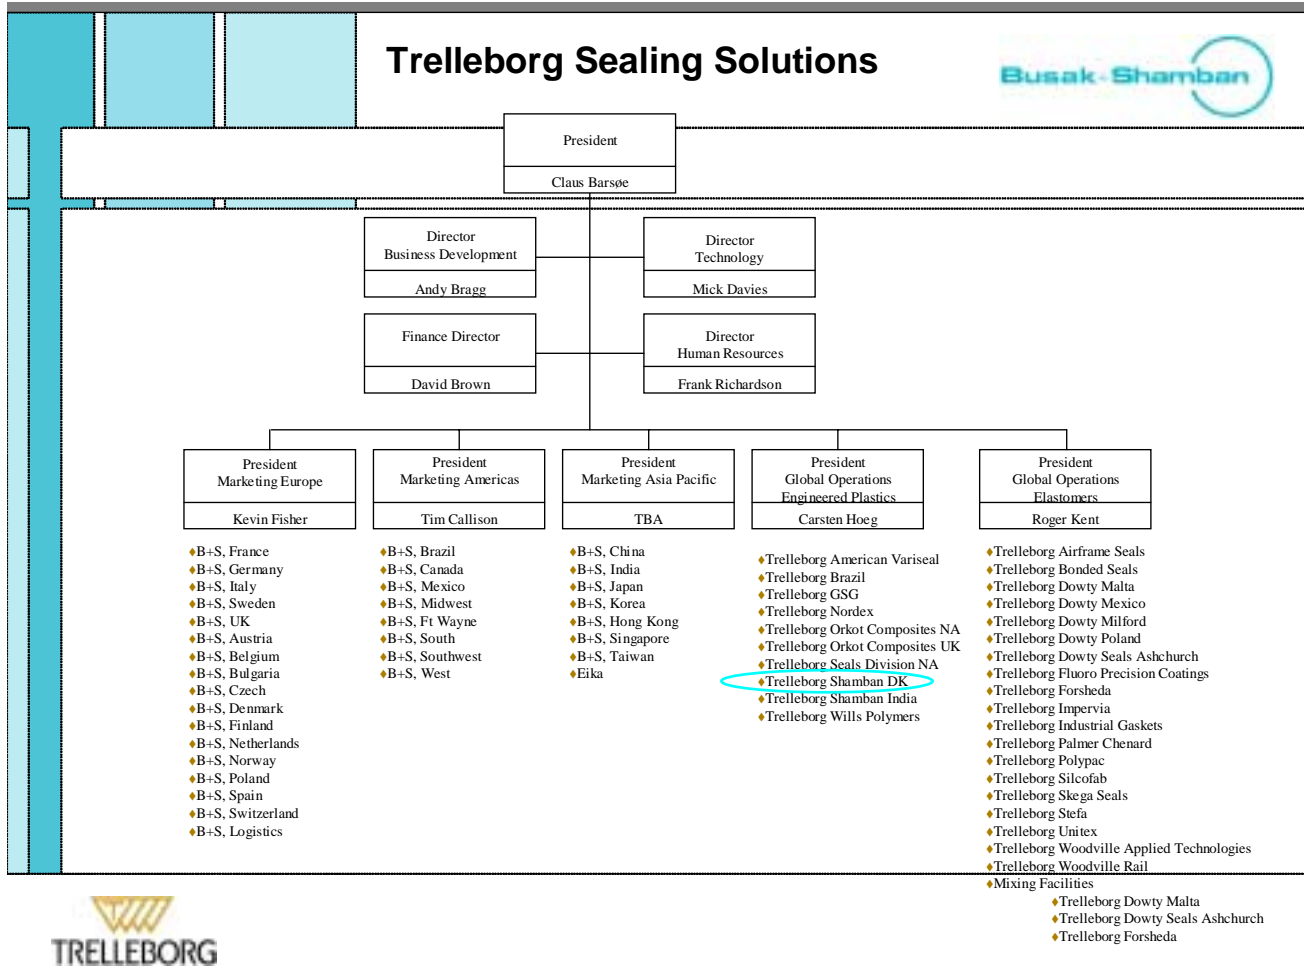 Trelleborg Sealing Solutions
Busak+Shamban
President
Claus Barsøe
Director
Business Development
Andy Bragg
Director
Technology
Mick Davies
Finance Director
David Brown
Director
Human Resources
Frank Richardson
President
Marketing Europe
Kevin Fisher
♦B+S, France
♦B+S, Germany
♦B+S, Italy
♦B+S, Sweden
♦B+S, UK
♦B+S, Austria
♦B+S, Belgium
♦B+S, Bulgaria
♦B+S, Czech
♦B+S, Denmark
♦B+S, Finland
♦B+S, Netherlands
♦B+S, Norway
♦B+S, Poland
♦B+S, Spain
♦B+S, Switzerland
♦B+S, Logistics
President
Marketing Americas
Tim Callison
♦B+S, Brazil
♦B+S, Canada
♦B+S, Mexico
♦B+S, Midwest
♦B+S, Ft Wayne
♦B+S, South
♦B+S, Southwest
♦B+S, West
President
Marketing Asia Pacific
TBA
♦B+S, China
♦B+S, India
♦B+S, Japan
♦B+S, Korea
♦B+S, Hong Kong
♦B+S, Singapore
♦B+S, Taiwan
♦Eika
President
Global Operations
Engineered Plastics
Carsten Hoeg
♦Trelleborg American Variseal
♦Trelleborg Brazil
♦Trelleborg GSG
♦Trelleborg Nordex
♦Trelleborg Orkot Composites NA
♦Trelleborg Orkot Composites UK
♦Trelleborg Seals Division NA
♦Trelleborg Shamban DK
♦Trelleborg Shamban India
♦Trelleborg Wills Polymers
President
Global Operations
Elastomers
Roger Kent
♦Trelleborg Airframe Seals
♦Trelleborg Bonded Seals
♦Trelleborg Dowty Malta
♦Trelleborg Dowty Mexico
♦Trelleborg Dowty Milford
♦Trelleborg Dowty Poland
♦Trelleborg Dowty Seals Ashchurch
♦Trelleborg Fluoro Precision Coatings
♦Trelleborg Forsheda
♦Trelleborg Impervia
♦Trelleborg Industrial Gaskets
♦Trelleborg Palmer Chenard
♦Trelleborg Polypac
♦Trelleborg Silcofab
♦Trelleborg Skega Seals
♦Trelleborg Stefa
♦Trelleborg Unitex
♦Trelleborg Woodville Applied Technologies
♦Trelleborg Woodville Rail
♦Mixing Facilities
♦Trelleborg Dowty Malta
♦Trelleborg Dowty Seals Ashchurch
♦Trelleborg Forsheda
TRELLEBORG